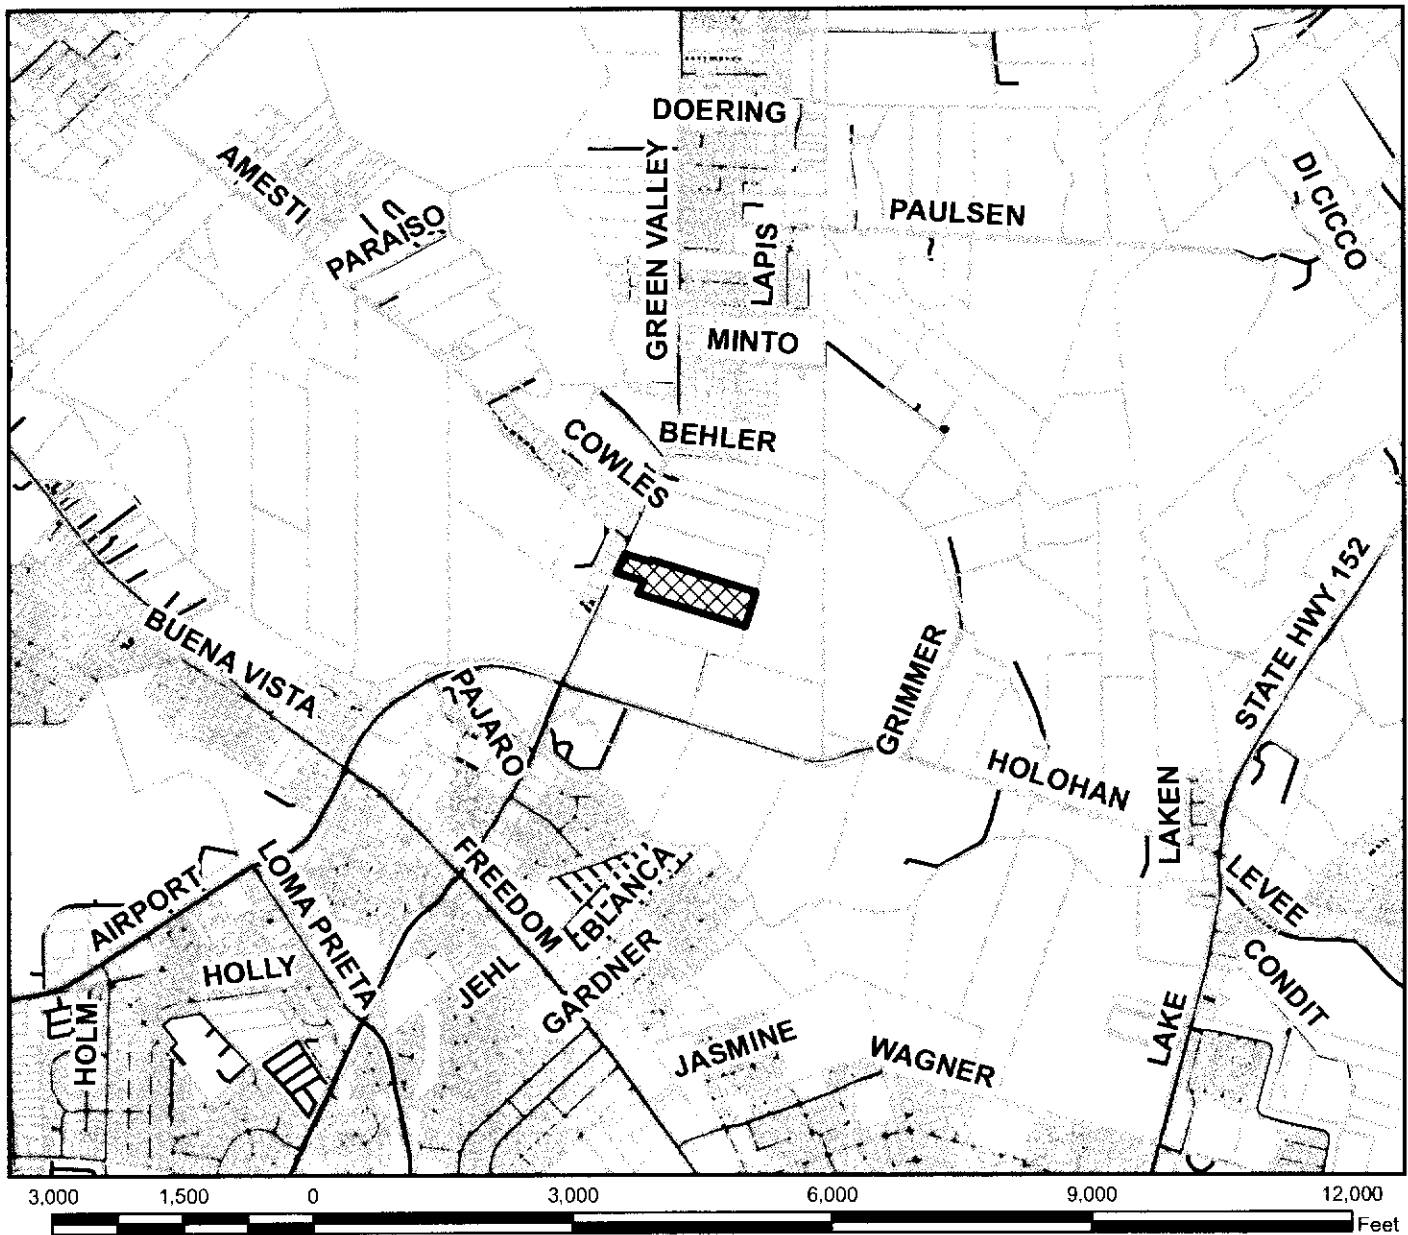 DOERING
AMESTI
GREEN VALLEY
DI CICCO
PAULSEN
PARAISO
LAPIS
MINTO
COWLES
BEHLER
STATE HWY 152
BUENA VISTA
GRIMMER
PAJARO
HOLOHAN
LAKEN
LOMA PRIETA
FREEDOM
BLANCA
LEVEE
AIRPORT
HOLLY
JEHL
GARDNER
CONDIT
HOLM
LAKE
JASMINE
WAGNER
3,000 1,500 0 3,000 6,000 9,000 12,000
Feet